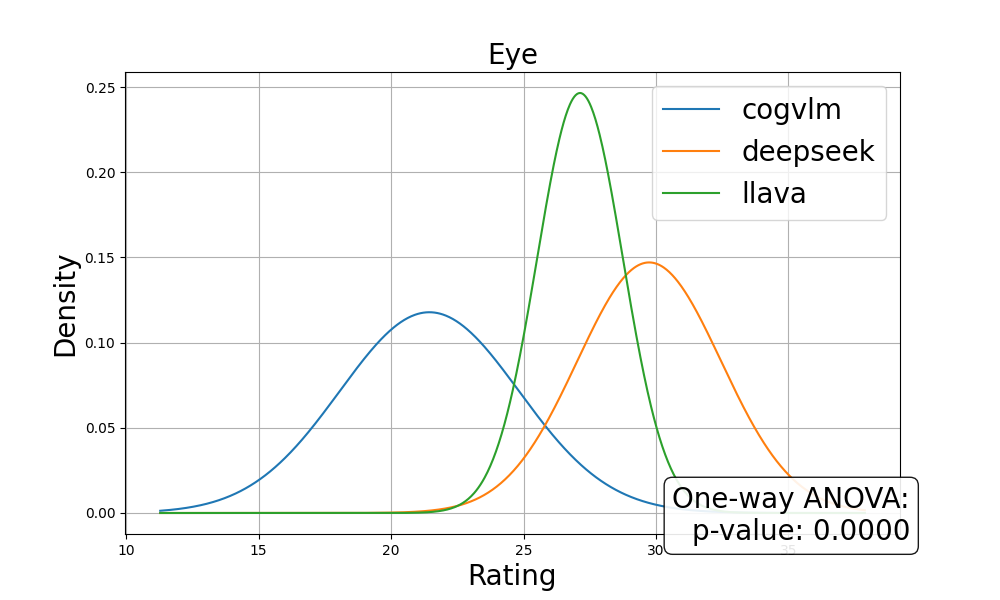 Eye
cogvlm
deepseek
llava
Density
0.25
0.20
0.15
0.10
0.05
0.00
One-way ANOVA:
p-value: 0.0000
10
15
20
25
30
35
Rating